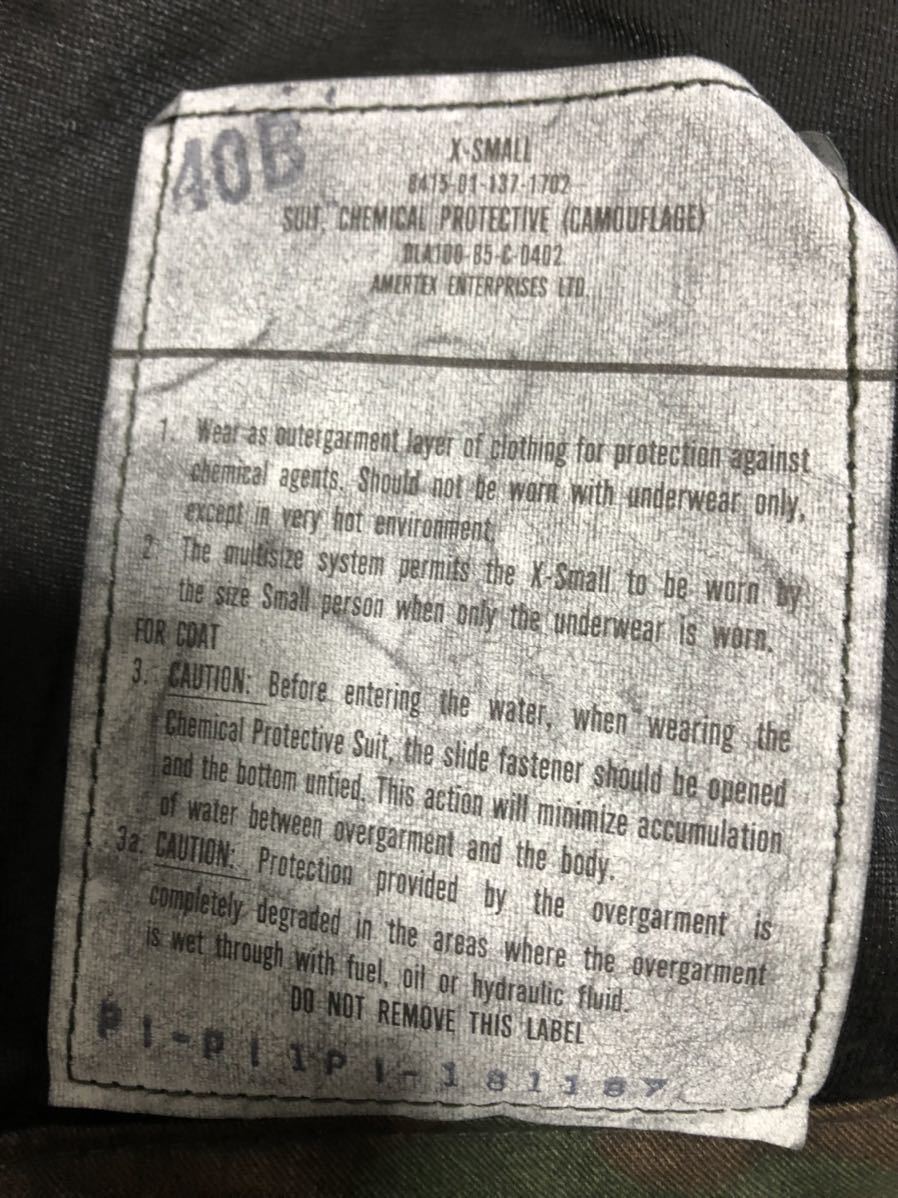 40B
X-SMALL
8415-01-137-1702
SUIT, CHEMICAL PROTECTIVE (CAMOUFLAGE)
DLA100-85-C-0402
AMERTEX ENTERPRISES LTD.
1. Wear as outergarment layer of clothing for protection against
chemical agents. Should not be worn with underwear only,
except in very hot environment.
2 The multisize system permits the X-Small to be worn by
the size Small person when only the underwear is worn.
FOR COAT
3. CAUTION: Before entering the water, when wearing the
Chemical Protective Suit, the slide fastener should be opened
and the bottom untied. This action will minimize accumulation
of water between overgarment and the body.
3a. CAUTION: Protection provided by the overgarment is
completely degraded in the areas where the overgarment
is wet through with fuel, oil or hydraulic fluid.
DO NOT REMOVE THIS LABEL